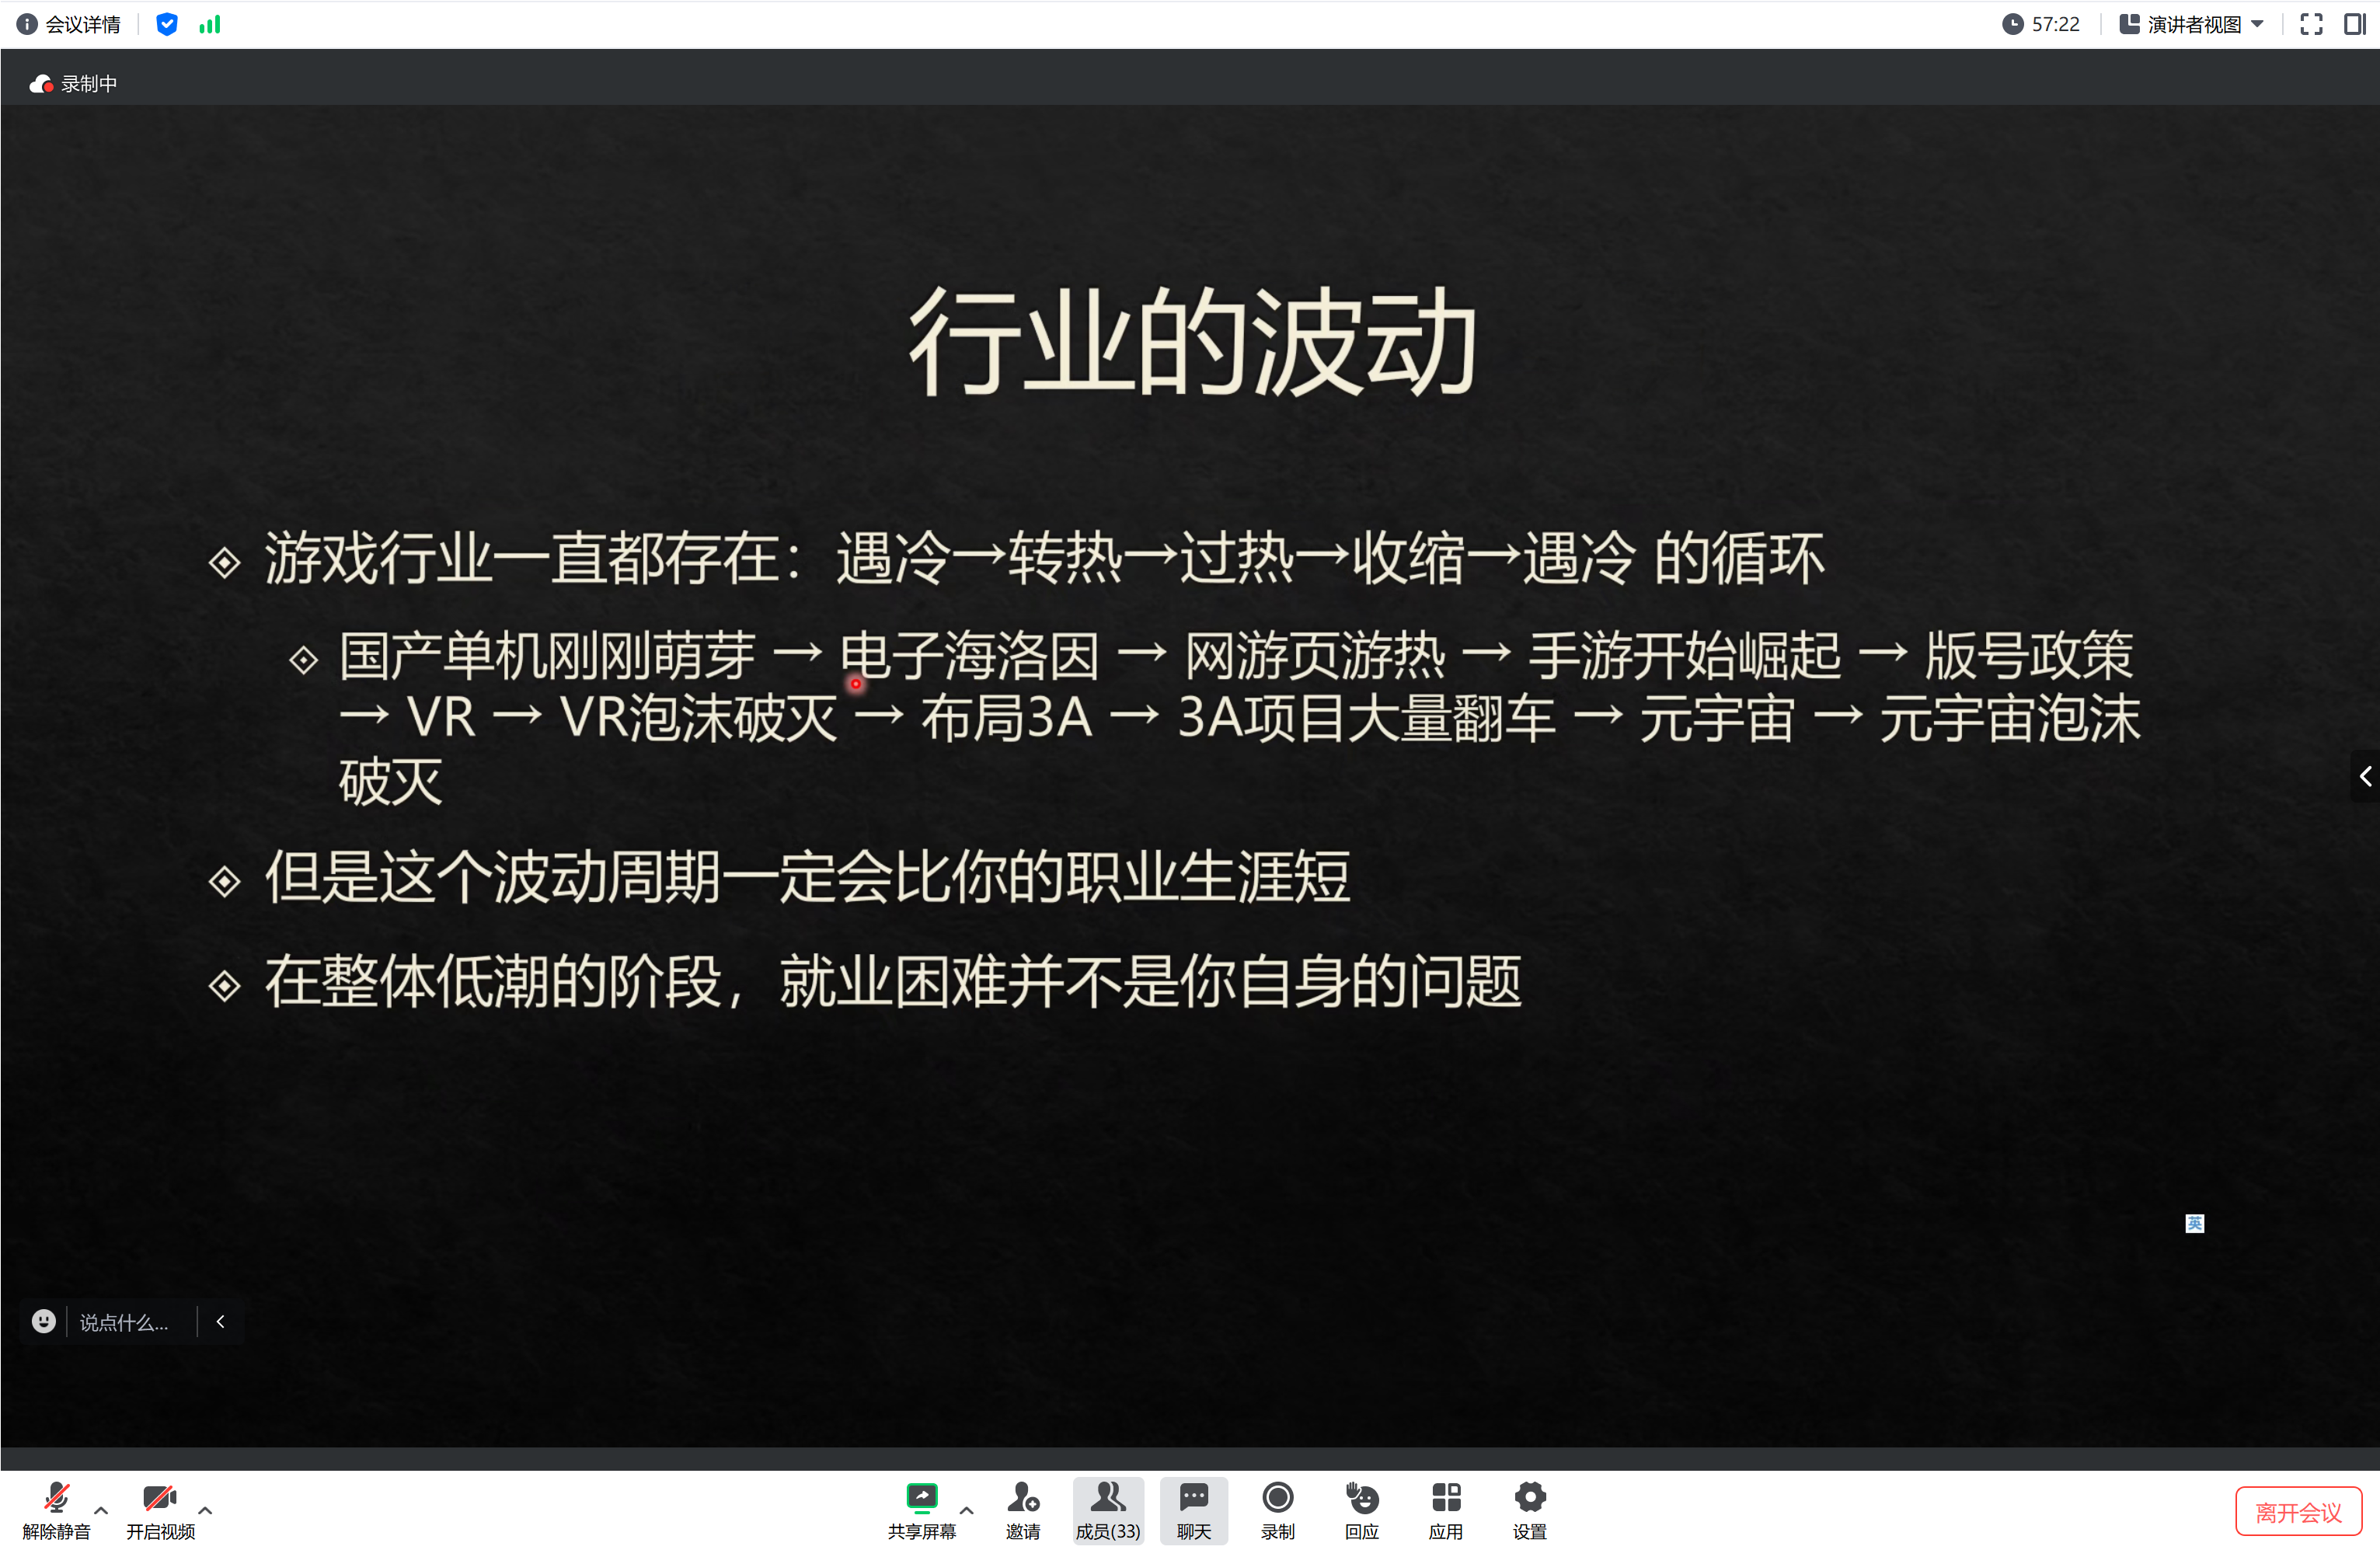 会议详情
57:22
演讲者视图
录制中
行业的波动
游戏行业一直都存在：遇冷→转热→过热→收缩→遇冷 的循环
国产单机刚刚萌芽 → 电子海洛因 → 网游页游热 → 手游开始崛起 → 版号政策
→ VR → VR泡沫破灭 → 布局3A → 3A项目大量翻车 → 元宇宙 → 元宇宙泡沫
破灭
但是这个波动周期一定会比你的职业生涯短
在整体低潮的阶段，就业困难并不是你自身的问题
英
说点什么...
解除静音
开启视频
共享屏幕
邀请
成员(33)
聊天
录制
回应
应用
设置
离开会议